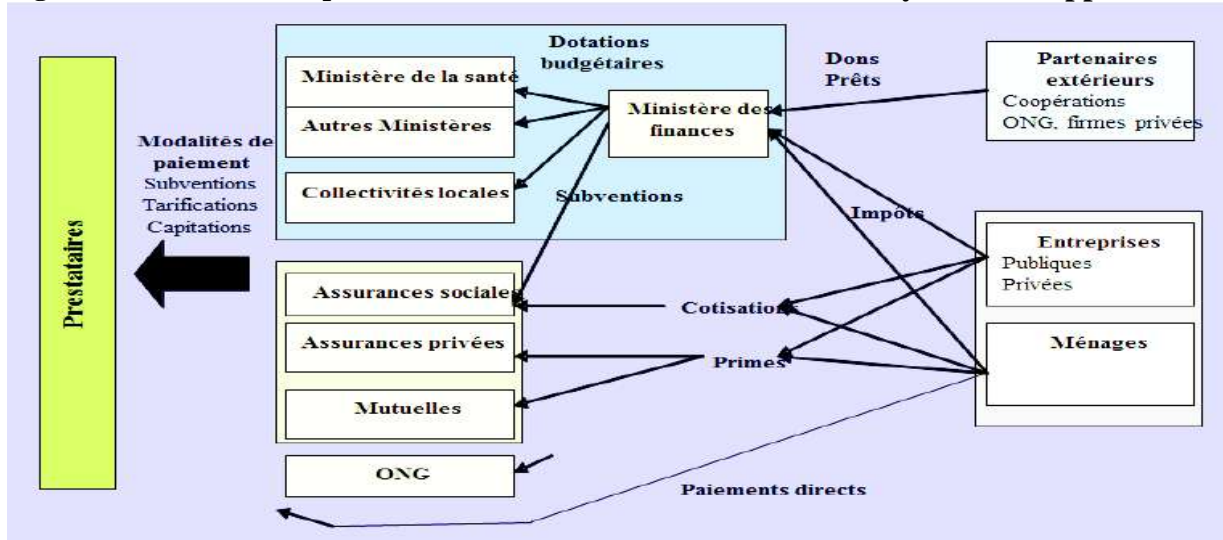 Dotations
budgétaires
Ministère de la santé
Autres Ministères
Collectivités locales
Ministère des
finances
Subventions
Dons
Prêts
Partenaires
extérieurs
Coopérations
ONG, firmes privées
Impôts
Entreprises
Publiques
Privées
Ménages
Modalités de
paiement
Subventions
Tarifications
Capitations
Prestataires
Assurances sociales
Assurances privées
Mutuelles
ONG
Cotisations
Primes
Paiements directs